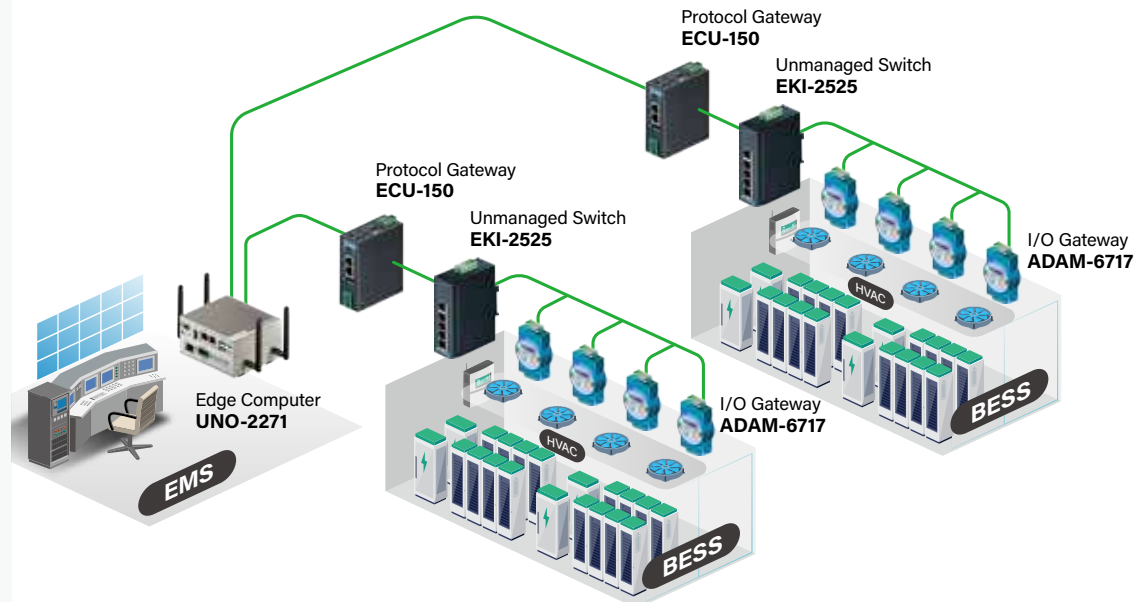 Protocol Gateway
ECU-150
Unmanaged Switch
EKI-2525
Protocol Gateway
ECU-150
Unmanaged Switch
EKI-2525
I/O Gateway
ADAM-6717
HVAC
BESS
Edge Computer
UNO-2271
EMS
I/O Gateway
ADAM-6717
HVAC
BESS